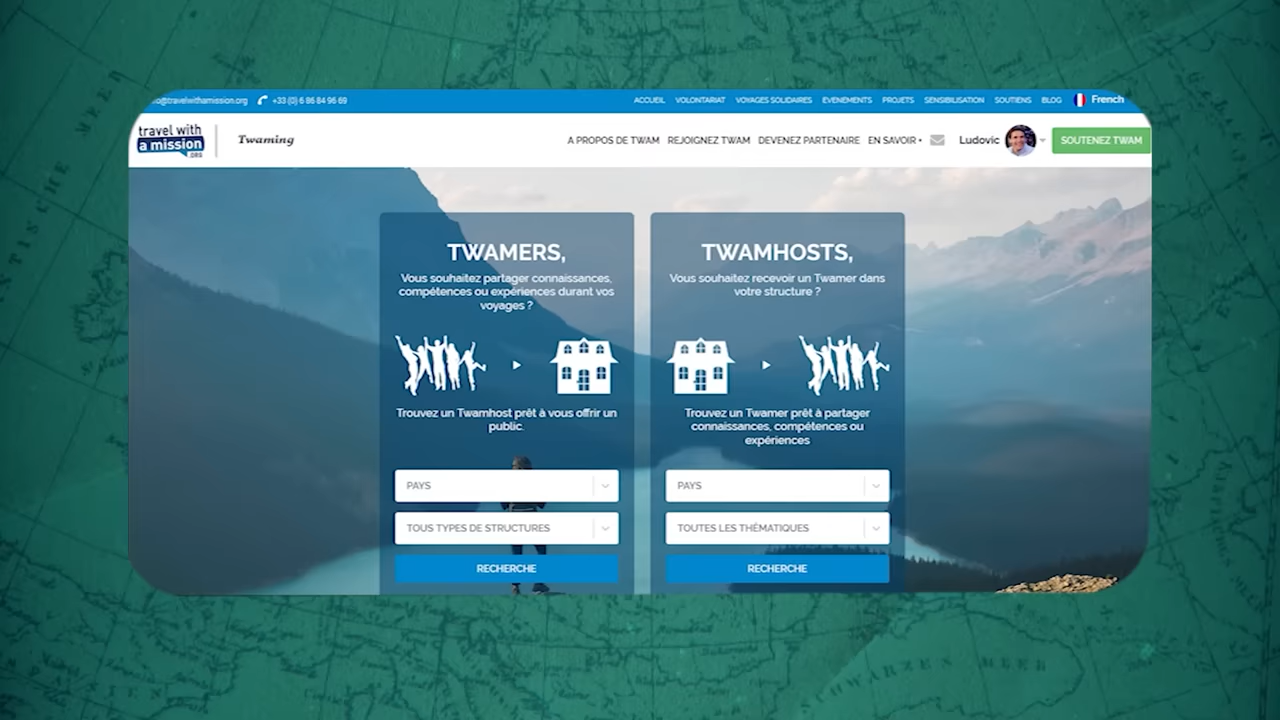 o@travelwithamission.org +33 (0) 6 86 84 96 69 ACCUEIL VOLONTARIAT VOYAGES SOLIDAIRES EVENEMENTS PROJETS SENSIBILISATION SOUTIENS BLOG French
travel with
a mission
.ORG
Twaming
A PROPOS DE TWAM REJOIGNEZ TWAM DEVENEZ PARTENAIRE EN SAVOIR + Ludovic SOUTENEZ TWAM
TWAMERS,
Vous souhaitez partager connaissances,
compétences ou expériences durant vos
voyages ?
Trouvez un Twamhost prêt à vous offrir un
public.
PAYS
TOUS TYPES DE STRUCTURES
RECHERCHE
TWAMHOSTS,
Vous souhaitez recevoir un Twamer dans
votre structure ?
Trouvez un Twamer prêt à partager
connaissances, compétences ou
expériences
PAYS
TOUTES LES THÉMATIQUES
RECHERCHE